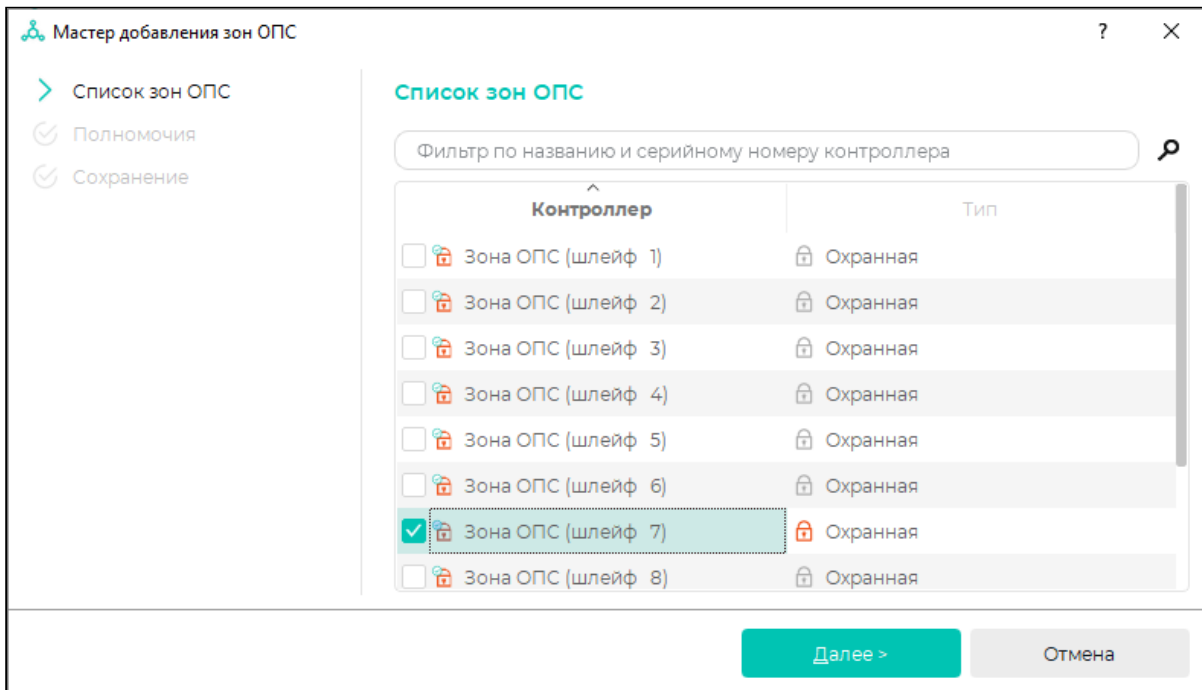 Мастер добавления зон ОПС ?
Список зон ОПС
Полномочия
Сохранение
Список зон ОПС
Фильтр по названию и серийному номеру контроллера
Контроллер Тип
Зона ОПС (шлейф 1) Охранная
Зона ОПС (шлейф 2) Охранная
Зона ОПС (шлейф 3) Охранная
Зона ОПС (шлейф 4) Охранная
Зона ОПС (шлейф 5) Охранная
Зона ОПС (шлейф 6) Охранная
Зона ОПС (шлейф 7) Охранная
Зона ОПС (шлейф 8) Охранная
Далее > Отмена